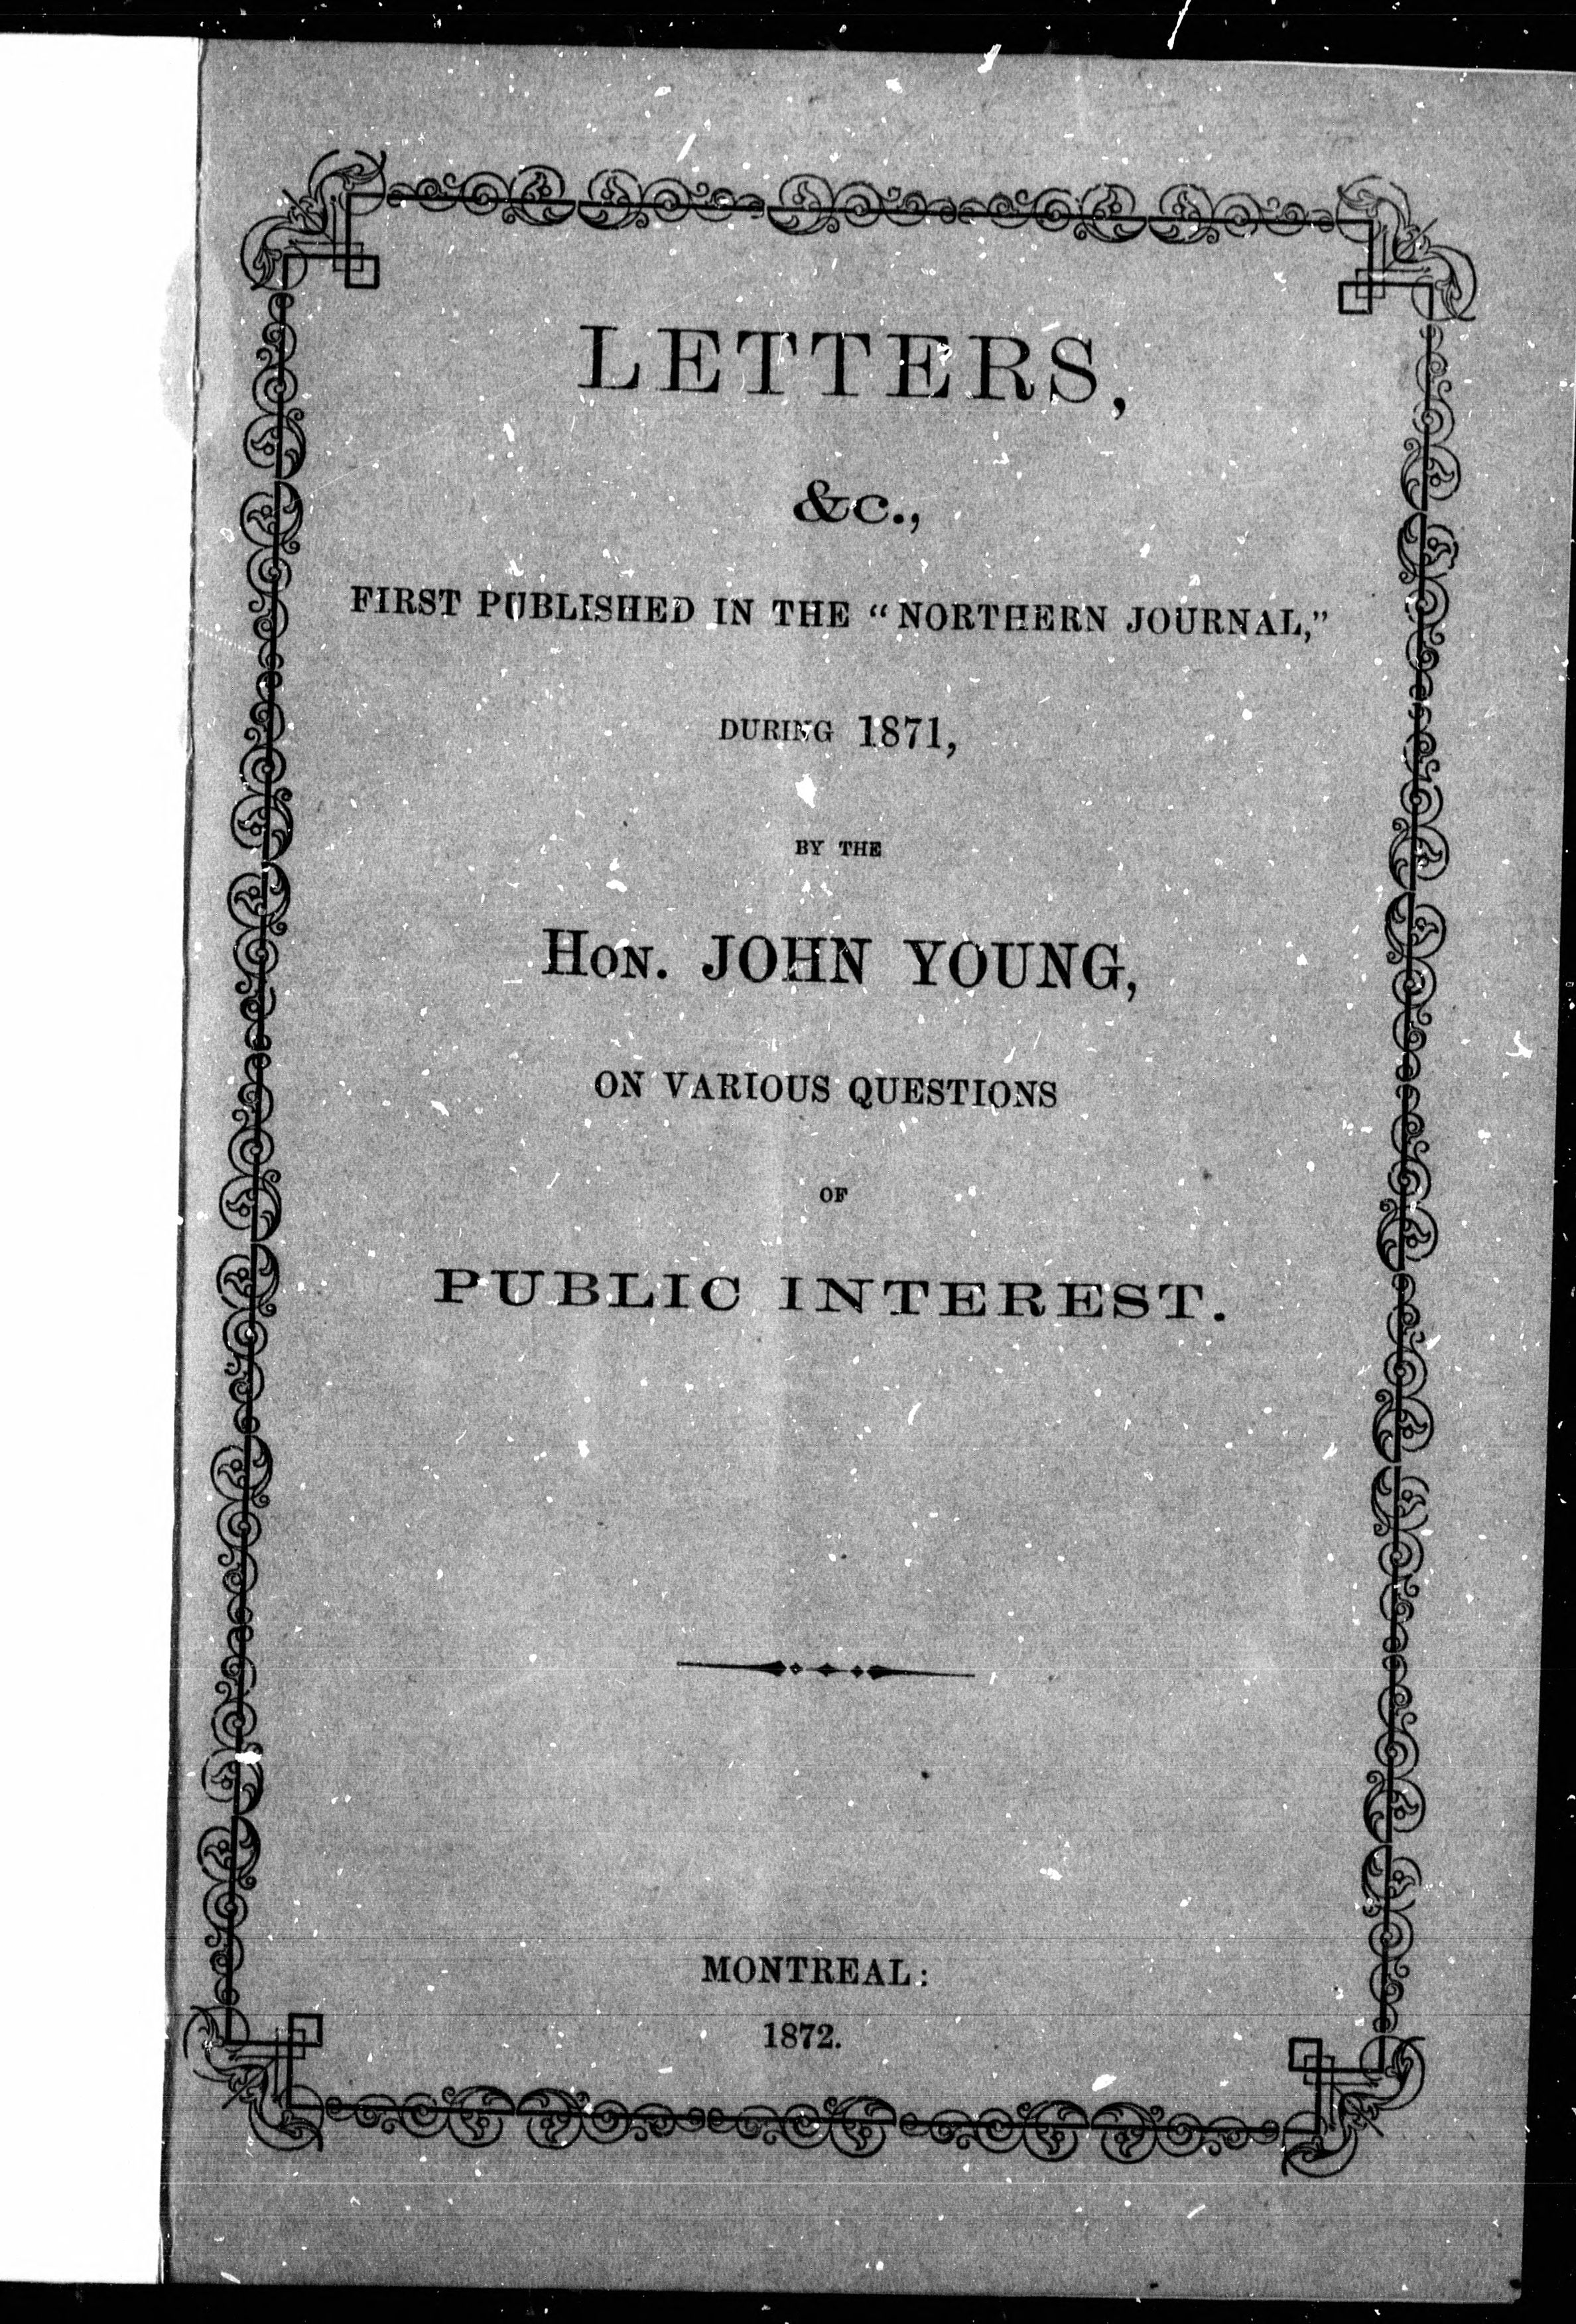 LETTERS,
&c.,
FIRST PUBLISHED IN THE “NORTHERN JOURNAL,”
DURING 1871,
BY THE
HON. JOHN YOUNG,
ON VARIOUS QUESTIONS
OF
PUBLIC INTEREST.
MONTREAL:
1872.